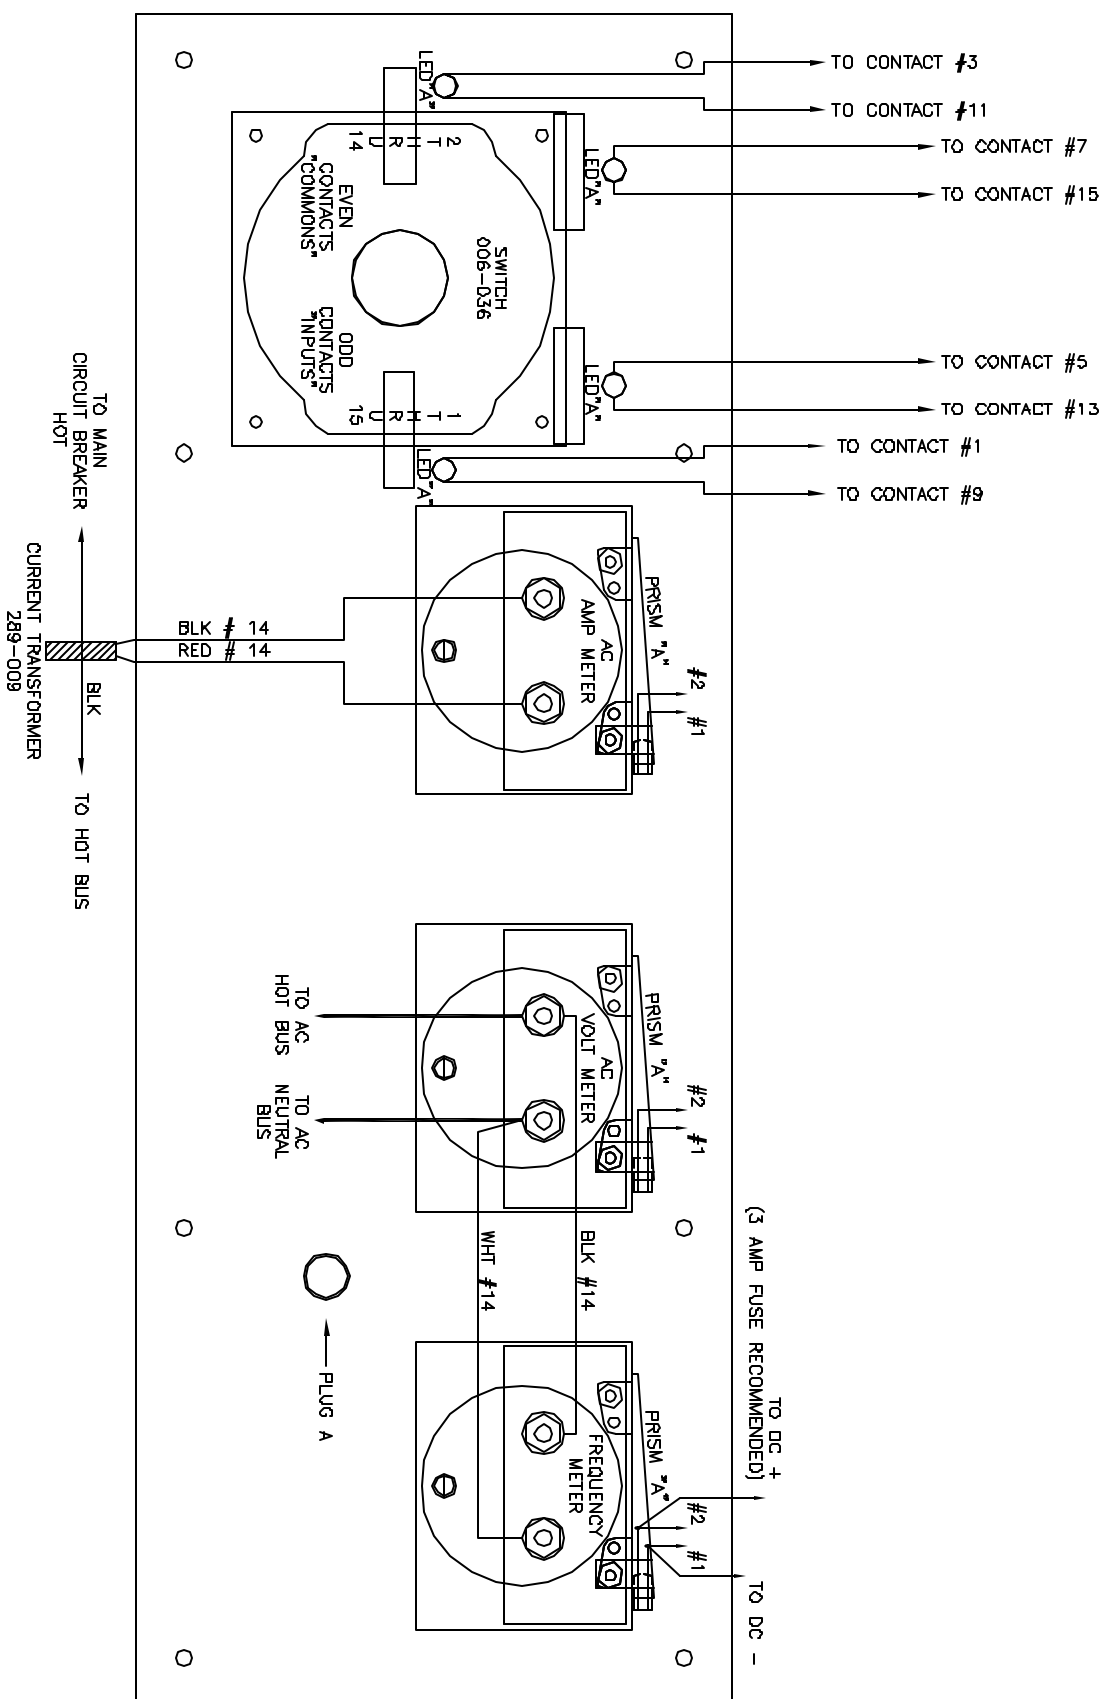 TO CONTACT #3
TO CONTACT #11
TO CONTACT #7
TO CONTACT #15
LED"A"
LED"A"
2
T
H
R
U
14
EVEN
CONTACTS
"COMMONS"
SWITCH
006-036
ODD
CONTACTS
"INPUTS"
1
T
H
R
U
15
TO CONTACT #5
TO CONTACT #13
LED"A"
LED"A"
TO CONTACT #1
TO CONTACT #9
TO MAIN
CIRCUIT BREAKER
HOT
CURRENT TRANSFORMER
289-009
BLK # 14
RED # 14
BLK
TO HOT BUS
AC
AMP METER
PRISM "A"
#2
#1
TO AC
HOT BUS
TO AC
NEUTRAL
BUS
AC
VOLT METER
PRISM "A"
#2
#1
WHT #14
BLK #14
PLUG A
FREQUENCY
METER
PRISM "A"
#2
#1
TO DC +
(3 AMP FUSE RECOMMENDED)
TO DC -